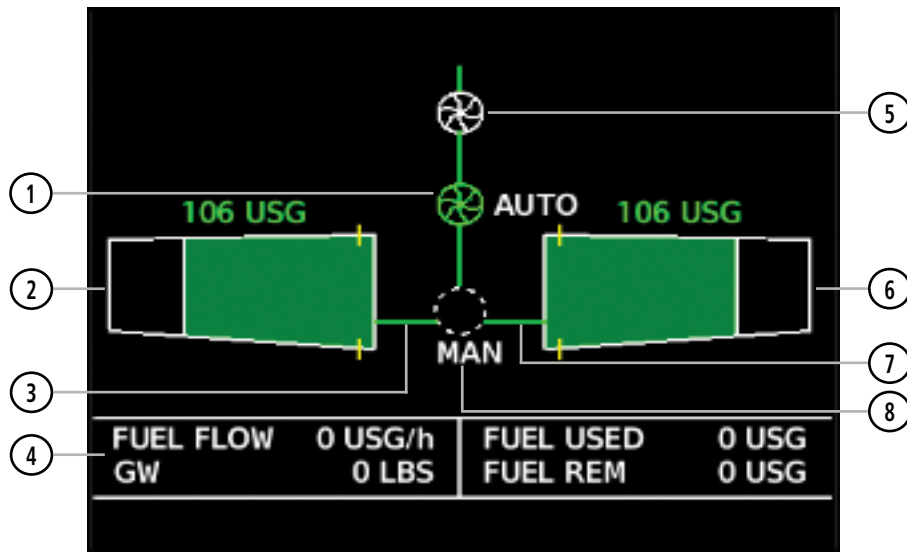 5
1
AUTO
106 USG
106 USG
2
6
MAN
7
3
8
FUEL FLOW 0 USG/h FUEL USED 0 USG
4
GW 0 LBS FUEL REM 0 USG